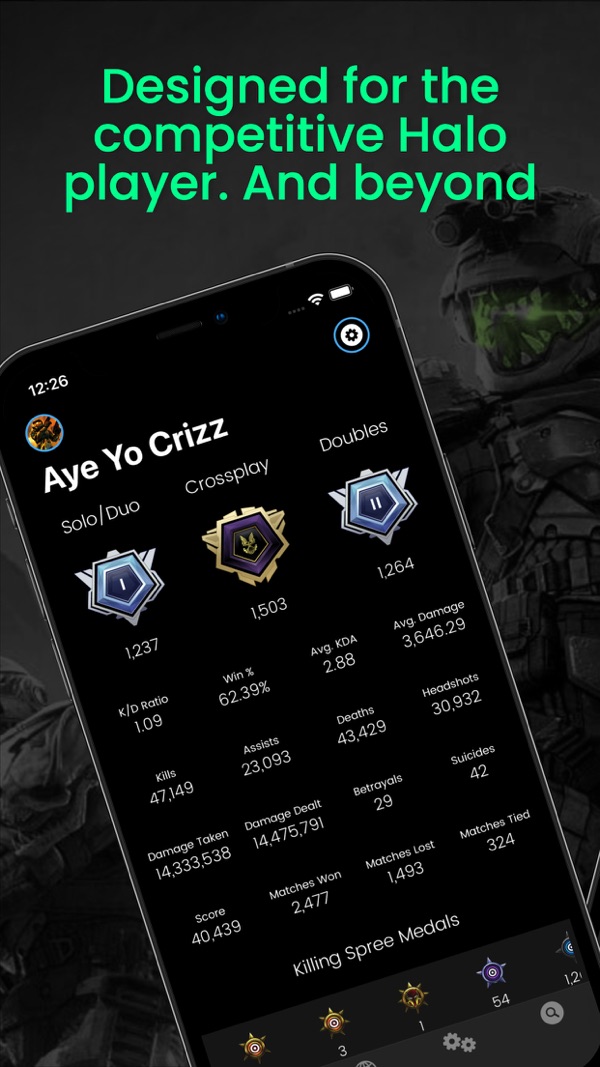 Designed for the
competitive Halo
player. And beyond
12:26
Aye Yo Crizz
Solo/Duo
Crossplay
Doubles
I
II
1,237
1,503
1,264
K/D Ratio
Win %
Avg. KDA
Avg. Damage
1.09
62.39%
2.88
3,646.29
Kills
Assists
Deaths
Headshots
47,149
23,093
43,429
30,932
Damage Taken
Damage Dealt
Betrayals
Suicides
14,333,538
14,475,791
29
42
Score
Matches Won
Matches Lost
Matches Tied
40,439
2,477
1,493
324
Killing Spree Medals
3
1
54